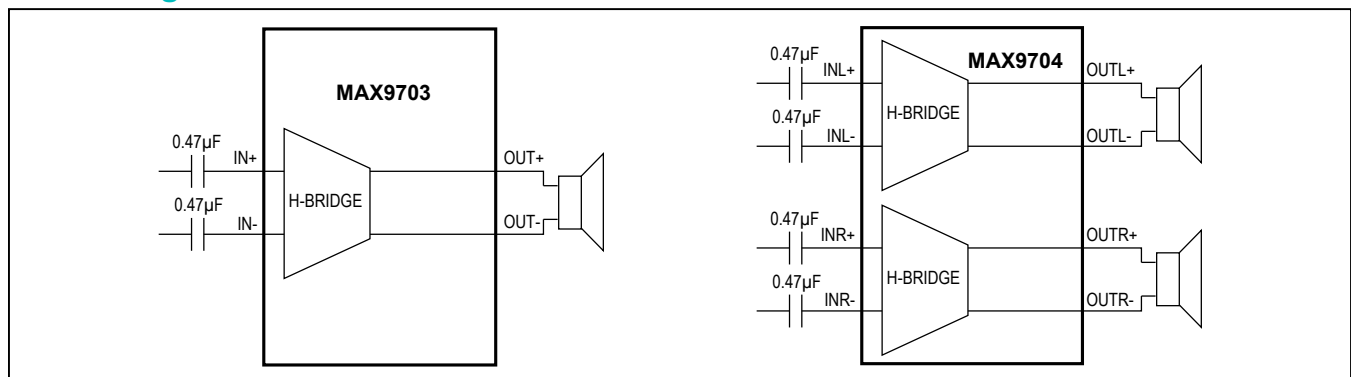 MAX9703
0.47µF
IN+
0.47µF
IN-
H-BRIDGE
OUT+
OUT-
MAX9704
0.47µF
INL+
0.47µF
INL-
H-BRIDGE
OUTL+
OUTL-
0.47µF
INR+
0.47µF
INR-
H-BRIDGE
OUTR+
OUTR-